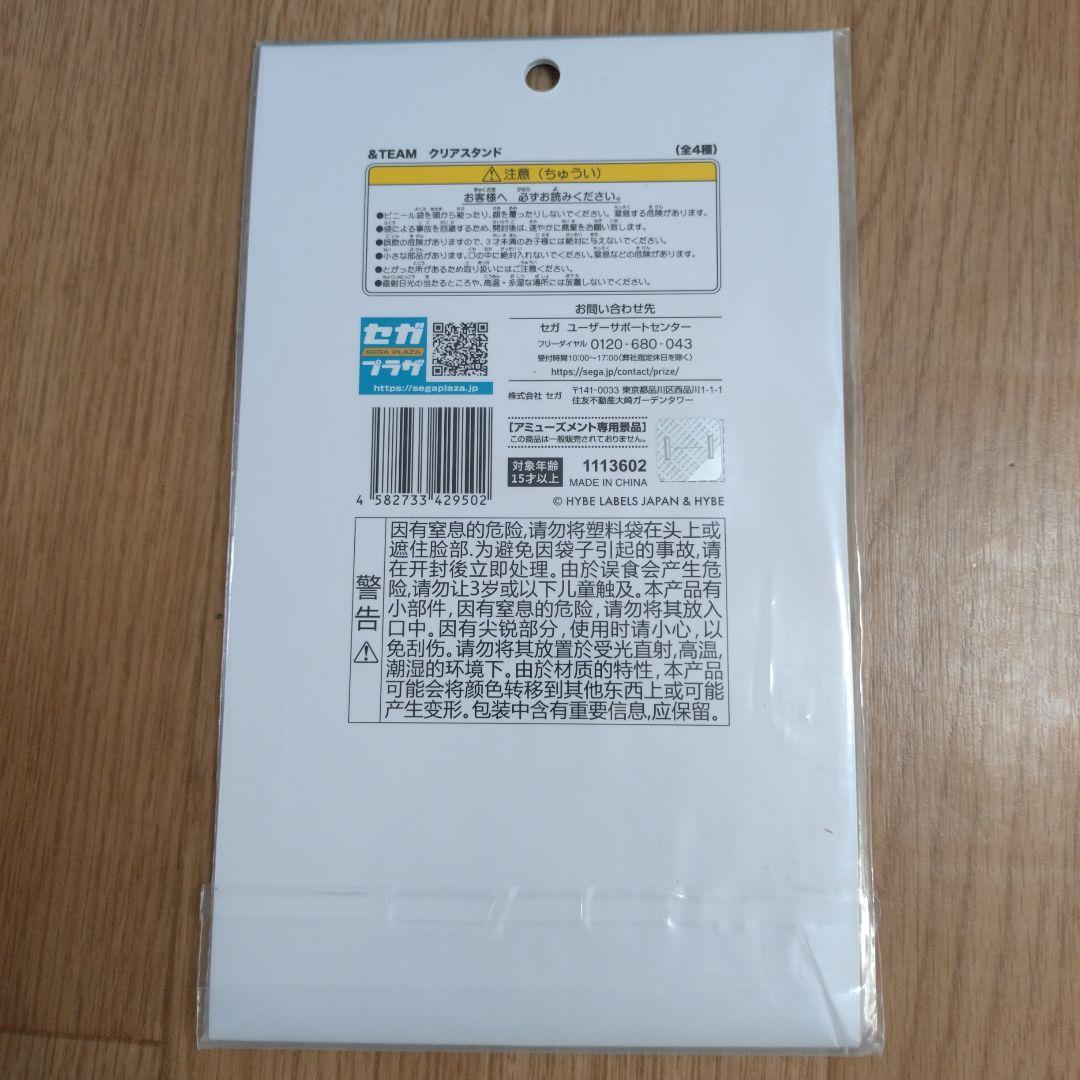 &TEAM クリアスタンド (全4種)
⚠注意(ちゅうい)
お客様へ 必ずお読みください。
●ビニール袋を頭から被ったり、顔を覆ったりしないでください。窒息する危険があります。
●袋による事故を回避するため、開封後は、速やかに廃棄をお願い致します。
●誤飲の危険がありますので、3才未満のお子様には絶対に与えないでください。
●小さな部品があります。口の中に絶対入れないでください。窒息などの危険があります。
●とがった所があるため取り扱いにはご注意ください。
●直射日光の当たるところや、高温・多湿な場所には放置しないでください。
お問い合わせ先
セガ ユーザーサポートセンター
フリーダイヤル 0120-680-043
受付時間10:00~17:00(弊社指定休日を除く)
https://sega.jp/contact/prize/
セガ
SEGA PLAZA
プラザ
https://segaplaza.jp
株式会社 セガ 〒141-0033 東京都品川区西品川1-1-1
住友不動産大崎ガーデンタワー
[アミューズメント専用景品]
この商品は一般販売されておりません。
対象年齢
15才以上
1113602
MADE IN CHINA
4 582733 429502
© HYBE LABELS JAPAN & HYBE
警告⚠
因有窒息的危险,请勿将塑料袋在头上或
遮住脸部.为避免因袋子引起的事故,请
在开封後立即处理。由於误食会产生危
险,请勿让3岁或以下儿童触及。本产品有
小部件,因有窒息的危险,请勿将其放入
口中。因有尖锐部分,使用时请小心,以
免刮伤。请勿将其放置於受光直射,高温,
潮湿的环境下。由於材质的特性,本产品
可能会将颜色转移到其他东西上或可能
产生变形。包装中含有重要信息,应保留。